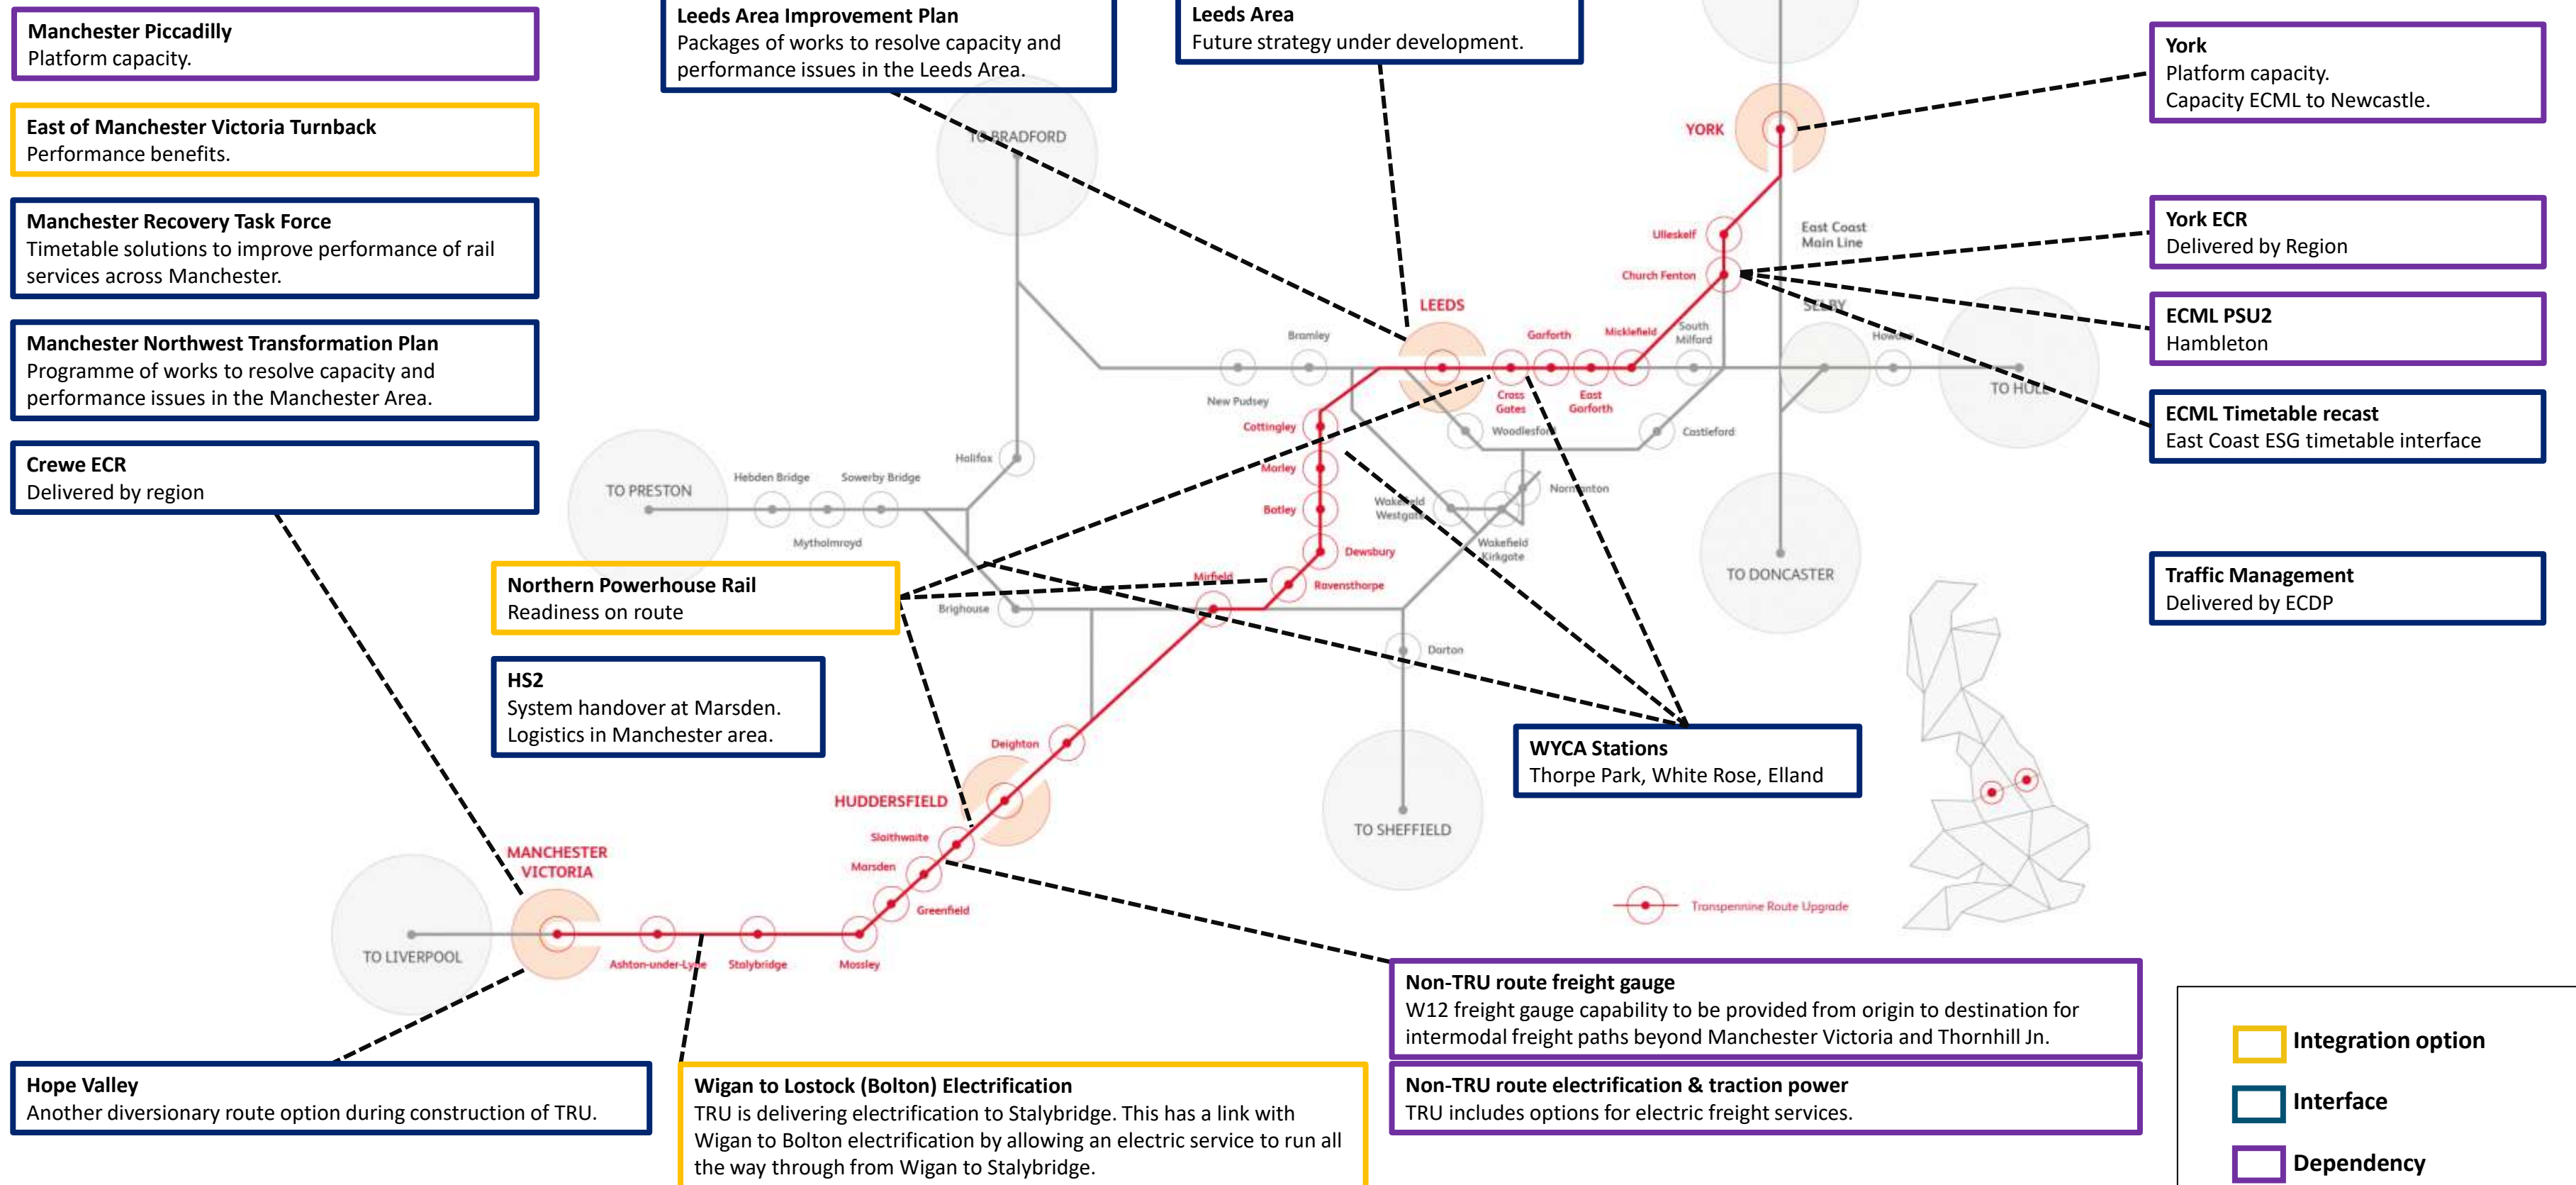 Manchester Piccadilly
Platform capacity.
East of Manchester Victoria Turnback
Performance benefits.
Manchester Recovery Task Force
Timetable solutions to improve performance of rail
services across Manchester.
Manchester Northwest Transformation Plan
Programme of works to resolve capacity and
performance issues in the Manchester Area.
Crewe ECR
Delivered by region
Leeds Area Improvement Plan
Packages of works to resolve capacity and
performance issues in the Leeds Area.
Leeds Area
Future strategy under development.
York
Platform capacity.
Capacity ECML to Newcastle.
York ECR
Delivered by Region
ECML PSU2
Hambleton
ECML Timetable recast
East Coast ESG timetable interface
Traffic Management
Delivered by ECDP
TO BRADFORD
YORK
Ulleskelf
East Coast
Main Line
Church Fenton
LEEDS
SELBY
Bramley
Garforth
Micklefield
South
Milford
Howden
New Pudsey
Cross
Gates
East
Garforth
TO HULL
Cottingley
Woodlesford
Castleford
Halifax
Morley
TO PRESTON
Hebden Bridge
Sowerby Bridge
Normanton
Batley
Wakefield
Westgate
Mytholmroyd
Dewsbury
Wakefield
Kirkgate
TO DONCASTER
Mirfield
Ravensthorpe
Brighouse
Darton
Northern Powerhouse Rail
Readiness on route
HS2
System handover at Marsden.
Logistics in Manchester area.
WYCA Stations
Thorpe Park, White Rose, Elland
Deighton
HUDDERSFIELD
TO SHEFFIELD
Slaithwaite
MANCHESTER
VICTORIA
Marsden
Greenfield
Transpennine Route Upgrade
TO LIVERPOOL
Ashton-under-Lyne
Stalybridge
Mossley
Non-TRU route freight gauge
W12 freight gauge capability to be provided from origin to destination for
intermodal freight paths beyond Manchester Victoria and Thornhill Jn.
Non-TRU route electrification & traction power
TRU includes options for electric freight services.
Hope Valley
Another diversionary route option during construction of TRU.
Wigan to Lostock (Bolton) Electrification
TRU is delivering electrification to Stalybridge. This has a link with
Wigan to Bolton electrification by allowing an electric service to run all
the way through from Wigan to Stalybridge.
Integration option
Interface
Dependency